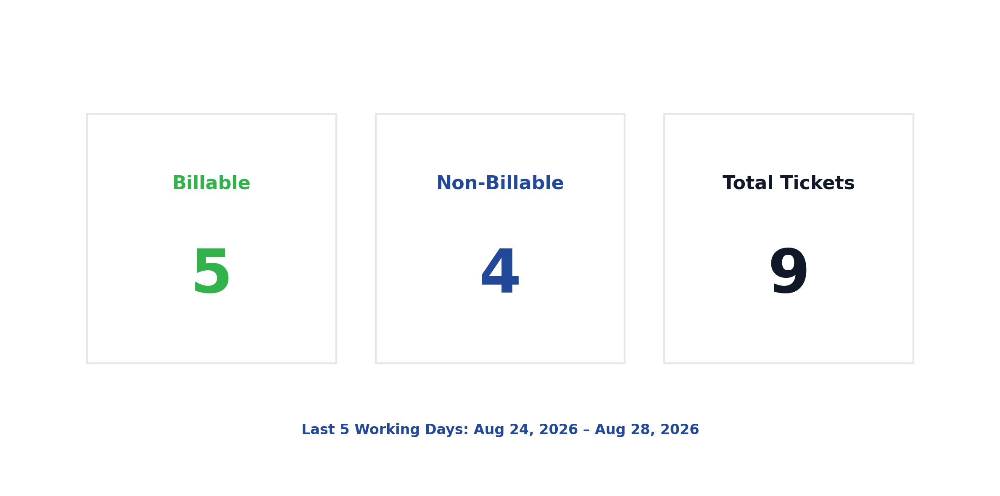 Billable
5
Non-Billable
4
Total Tickets
9
Last 5 Working Days: Aug 24, 2026 – Aug 28, 2026